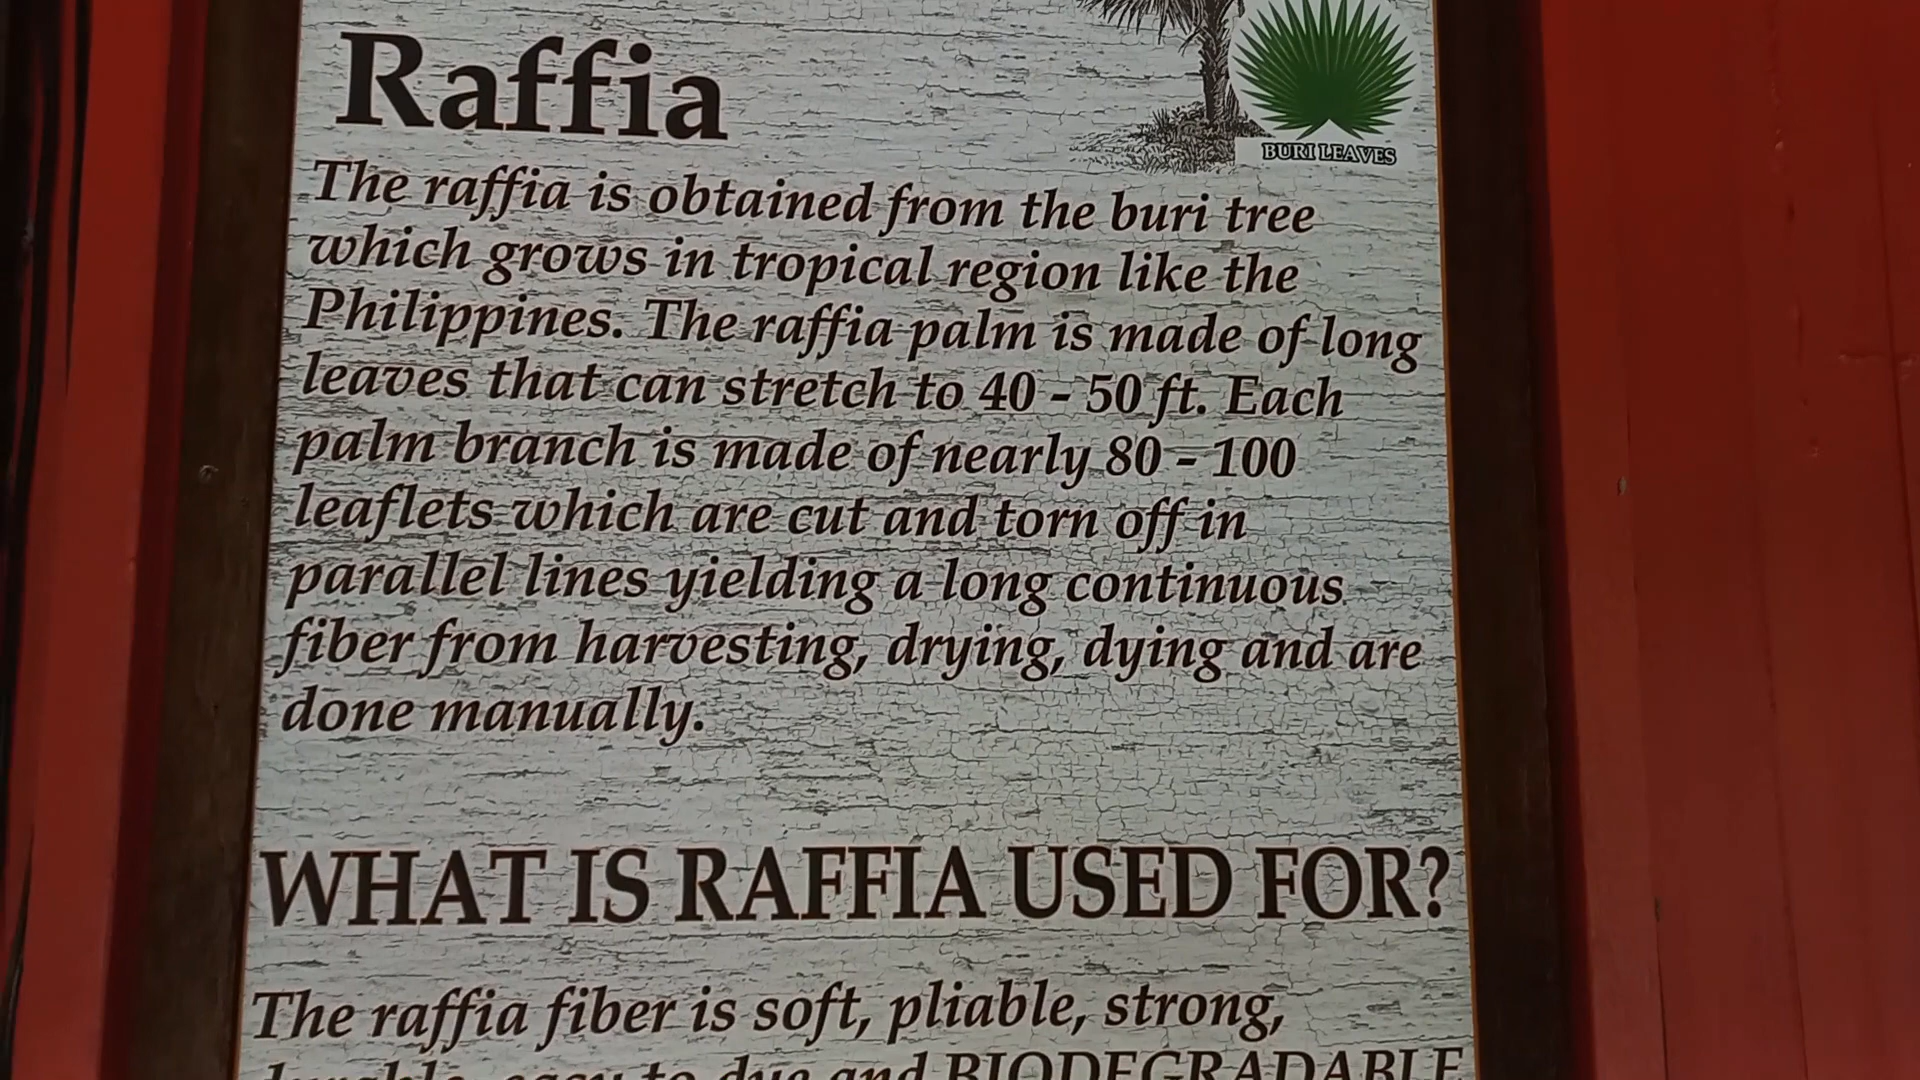 Raffia
BURI LEAVES
The raffia is obtained from the buri tree
which grows in tropical region like the
Philippines. The raffia palm is made of long
leaves that can stretch to 40 - 50 ft. Each
palm branch is made of nearly 80 - 100
leaflets which are cut and torn off in
parallel lines yielding a long continuous
fiber from harvesting, drying, dying and are
done manually.
WHAT IS RAFFIA USED FOR?
The raffia fiber is soft, pliable, strong,
durable, easy to dye and BIODEGRADABLE